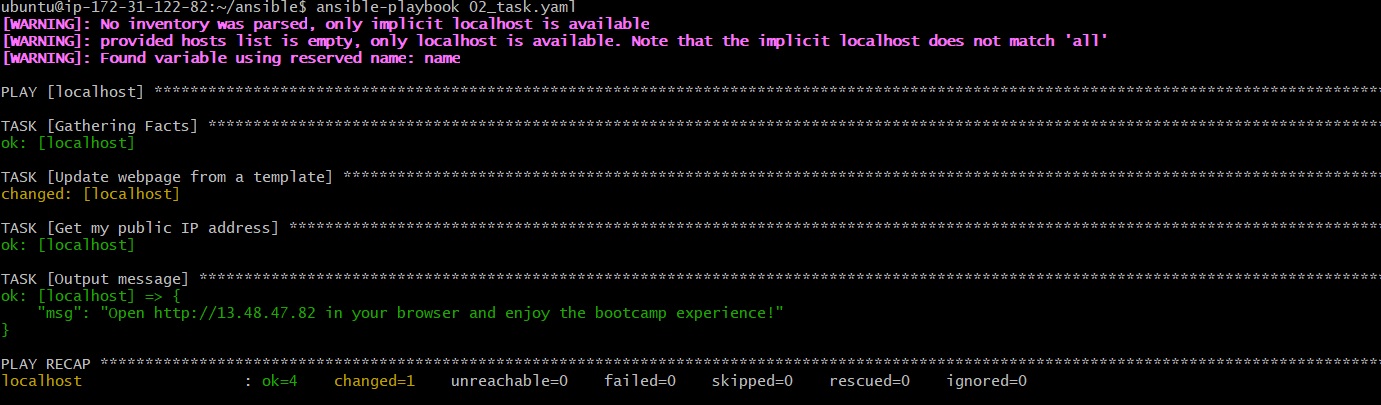 ubuntu@ip-172-31-122-82:~/ansible$ ansible-playbook 02_task.yaml
[WARNING]: No inventory was parsed, only implicit localhost is available
[WARNING]: provided hosts list is empty, only localhost is available. Note that the implicit localhost does not match 'all'
[WARNING]: Found variable using reserved name: name
PLAY [localhost] ****************************************************************************************************************************************
TASK [Gathering Facts] **********************************************************************************************************************************
ok: [localhost]
TASK [Update webpage from a template] *******************************************************************************************************************
changed: [localhost]
TASK [Get my public IP address] *************************************************************************************************************************
ok: [localhost]
TASK [Output message] ***********************************************************************************************************************************
ok: [localhost] => {
    "msg": "Open http://13.48.47.82 in your browser and enjoy the bootcamp experience!"
}
PLAY RECAP **********************************************************************************************************************************************
localhost                  : ok=4    changed=1    unreachable=0    failed=0    skipped=0    rescued=0    ignored=0